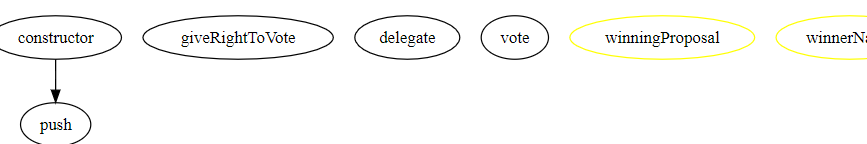 constructor
giveRightToVote
delegate
vote
winningProposal
push